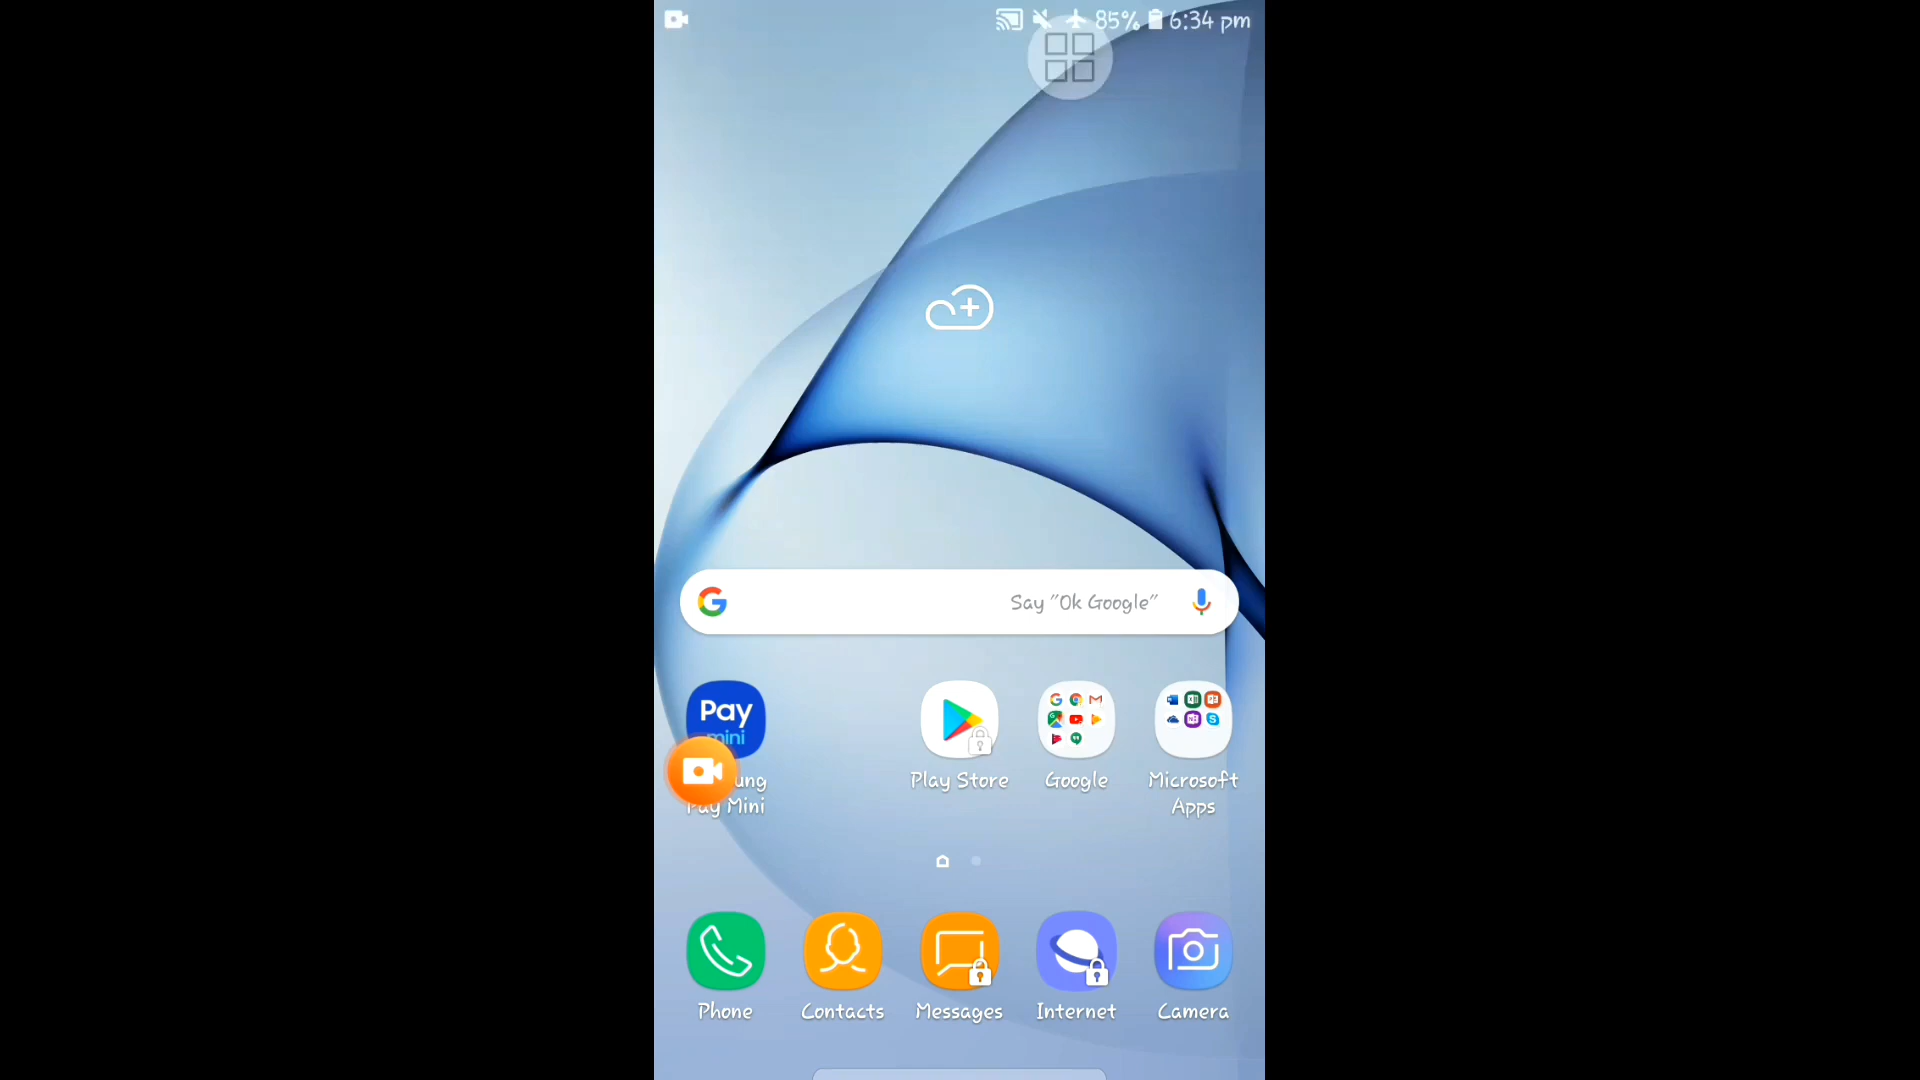 85% 6:34 pm
Say "Ok Google"
Pay
mini
ung
Pay Mini
Play Store
Google
Microsoft
Apps
Phone
Contacts
Messages
Internet
Camera